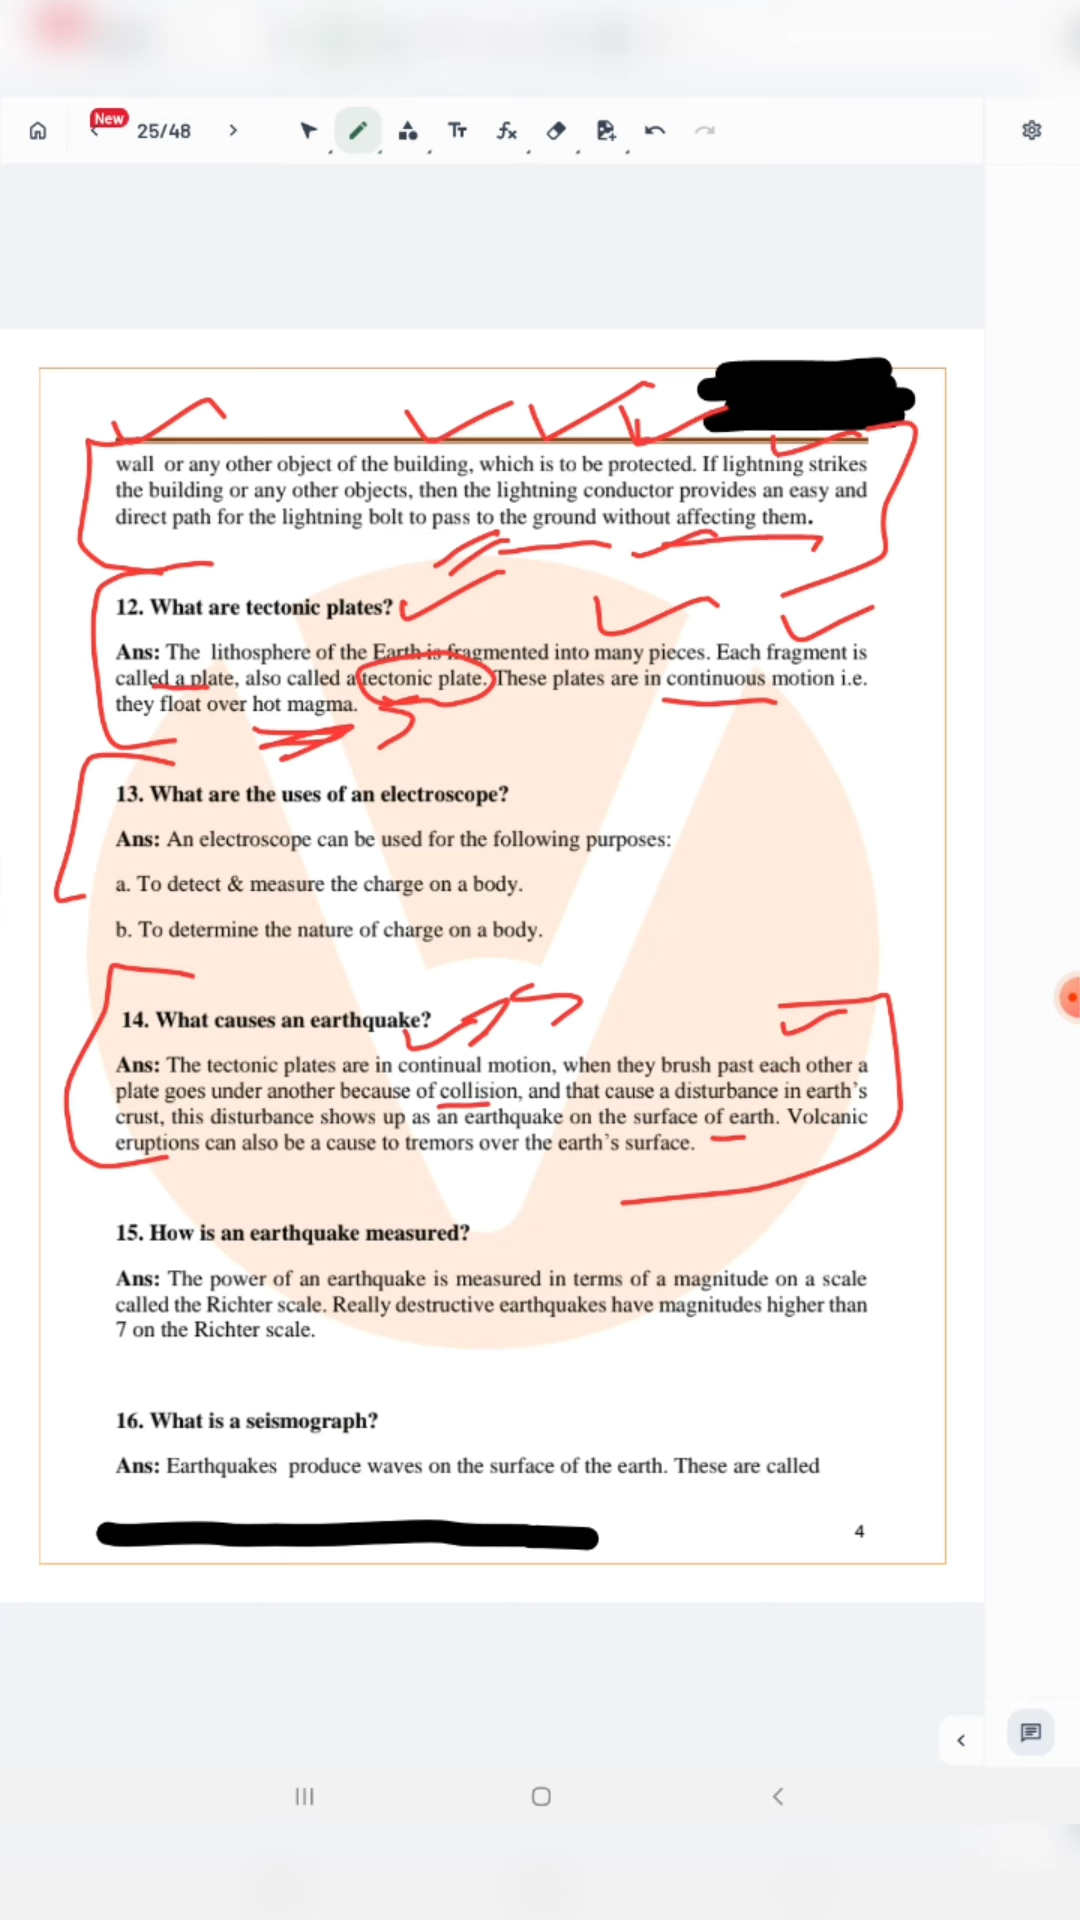 New
25/48
Tт
fx
wall or any other object of the building, which is to be protected. If lightning strikes
the building or any other objects, then the lightning conductor provides an easy and
direct path for the lightning bolt to pass to the ground without affecting them.
12. What are tectonic plates?
Ans: The lithosphere of the Earth is fragmented into many pieces. Each fragment is
called a plate, also called a tectonic plate. These plates are in continuous motion i.e.
they float over hot magma.
13. What are the uses of an electroscope?
Ans: An electroscope can be used for the following purposes:
a. To detect & measure the charge on a body.
b. To determine the nature of charge on a body.
14. What causes an earthquake?
Ans: The tectonic plates are in continual motion, when they brush past each other a
plate goes under another because of collision, and that cause a disturbance in earth's
crust, this disturbance shows up as an earthquake on the surface of earth. Volcanic
eruptions can also be a cause to tremors over the earth's surface.
15. How is an earthquake measured?
Ans: The power of an earthquake is measured in terms of a magnitude on a scale
called the Richter scale. Really destructive earthquakes have magnitudes higher than
7 on the Richter scale.
16. What is a seismograph?
Ans: Earthquakes produce waves on the surface of the earth. These are called
4